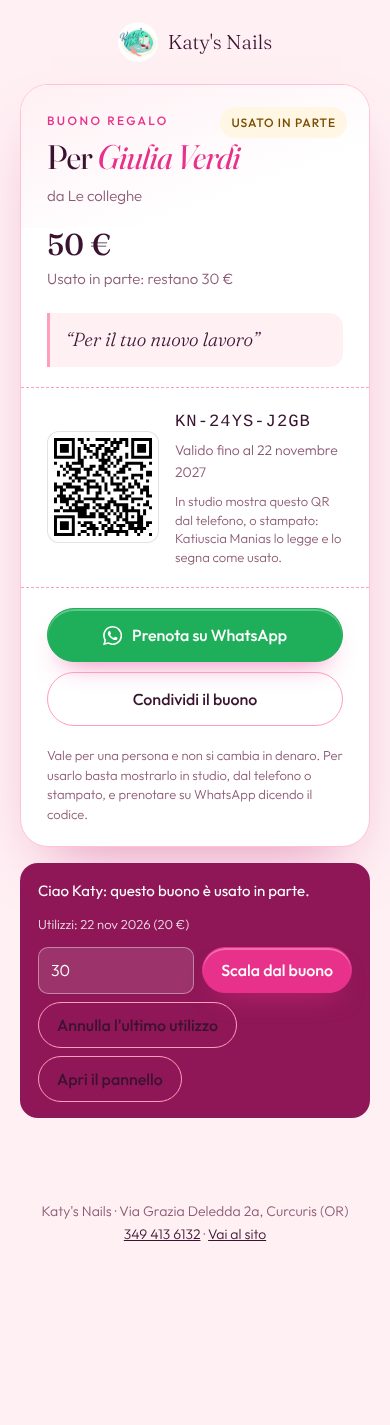 Katy's Nails
BUONO REGALO
USATO IN PARTE
Per Giulia Verdi
da Le colleghe
50 €
Usato in parte: restano 30 €
“Per il tuo nuovo lavoro”
KN-24YS-J2GB
Valido fino al 22 novembre
2027
In studio mostra questo QR
dal telefono, o stampato:
Katiuscia Manias lo legge e lo
segna come usato.
Prenota su WhatsApp
Condividi il buono
Vale per una persona e non si cambia in denaro. Per
usarlo basta mostrarlo in studio, dal telefono o
stampato, e prenotare su WhatsApp dicendo il
codice.
Ciao Katy: questo buono è usato in parte.
Utilizzi: 22 nov 2026 (20 €)
30
Scala dal buono
Annulla l’ultimo utilizzo
Apri il pannello
Katy's Nails · Via Grazia Deledda 2a, Curcuris (OR)
349 413 6132 · Vai al sito